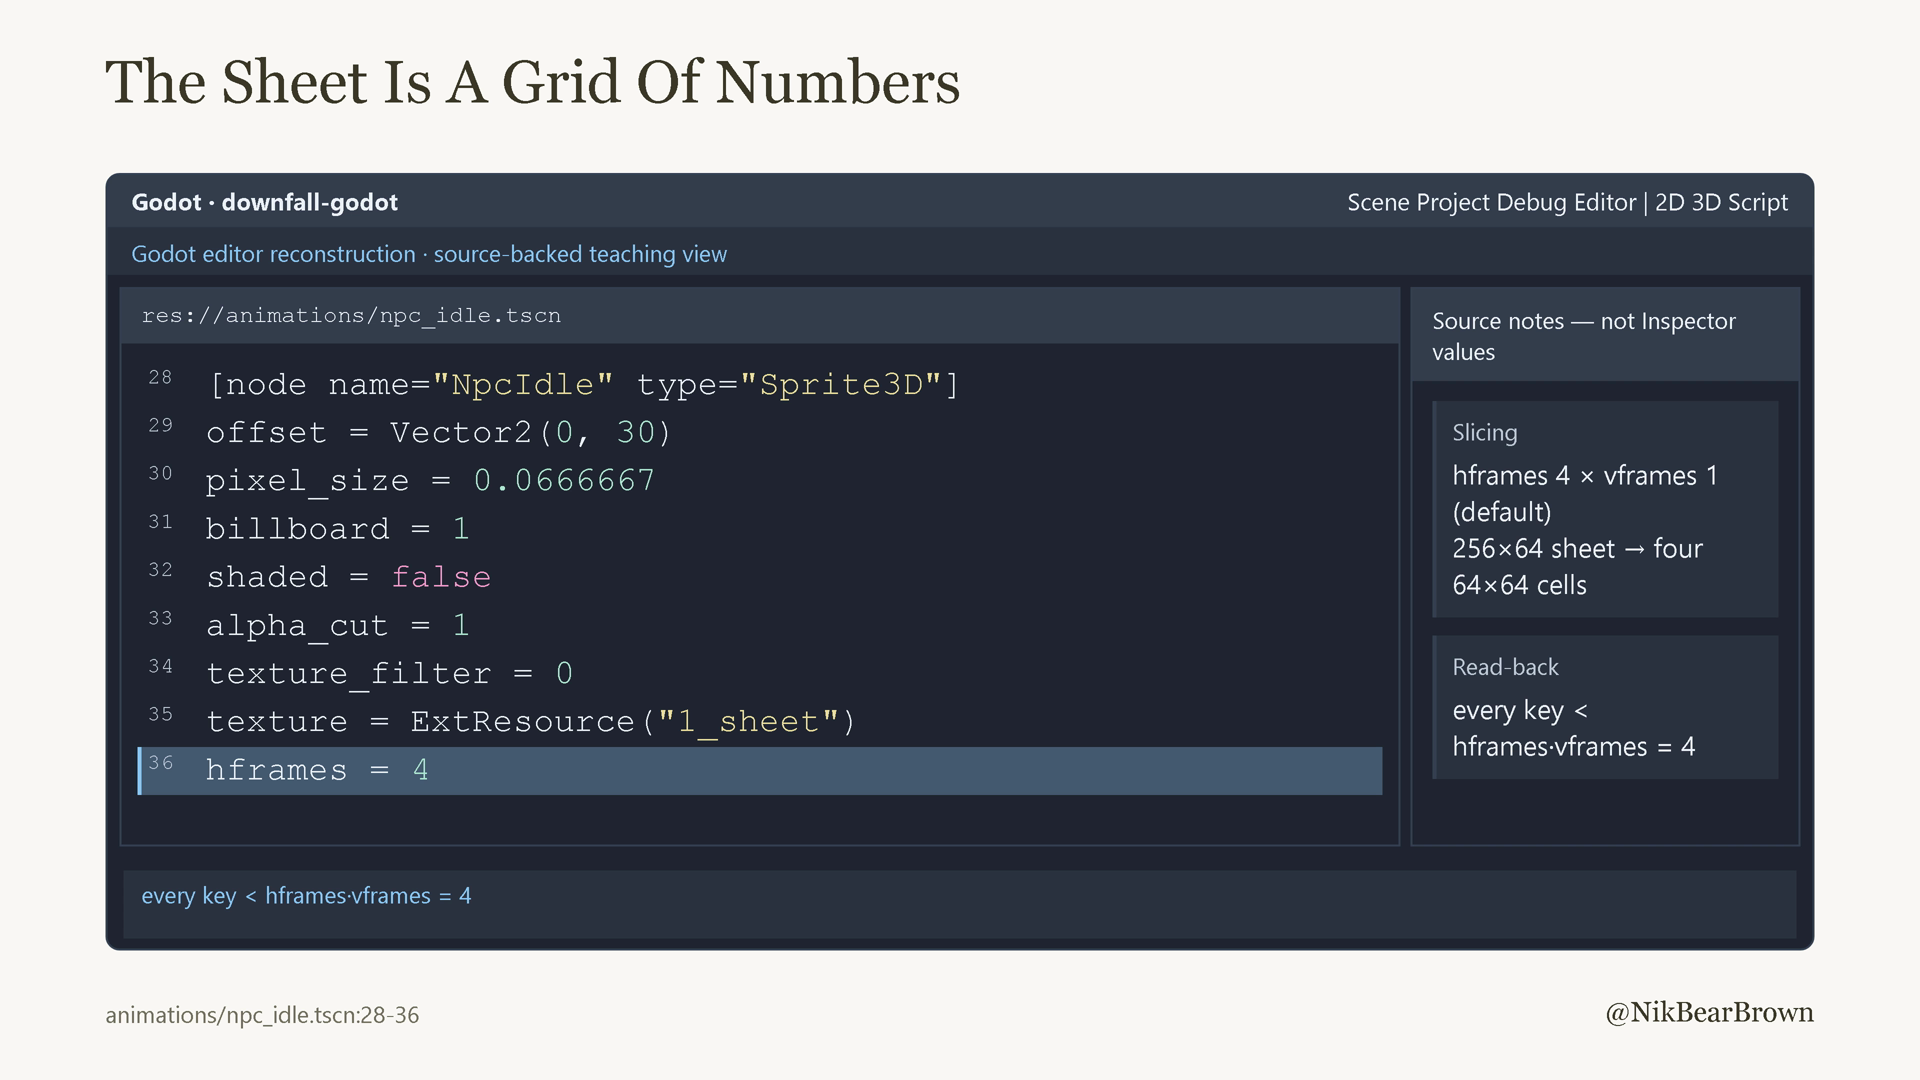 The Sheet Is A Grid Of Numbers
Godot · downfall-godot
Scene Project Debug Editor | 2D 3D Script
Godot editor reconstruction · source-backed teaching view
res://animations/npc_idle.tscn
28 [node name="NpcIdle" type="Sprite3D"]
29 offset = Vector2(0, 30)
30 pixel_size = 0.0666667
31 billboard = 1
32 shaded = false
33 alpha_cut = 1
34 texture_filter = 0
35 texture = ExtResource("1_sheet")
36 hframes = 4
Source notes — not Inspector
values
Slicing
hframes 4 × vframes 1
(default)
256×64 sheet → four
64×64 cells
Read-back
every key <
hframes·vframes = 4
every key < hframes·vframes = 4
animations/npc_idle.tscn:28-36
@NikBearBrown